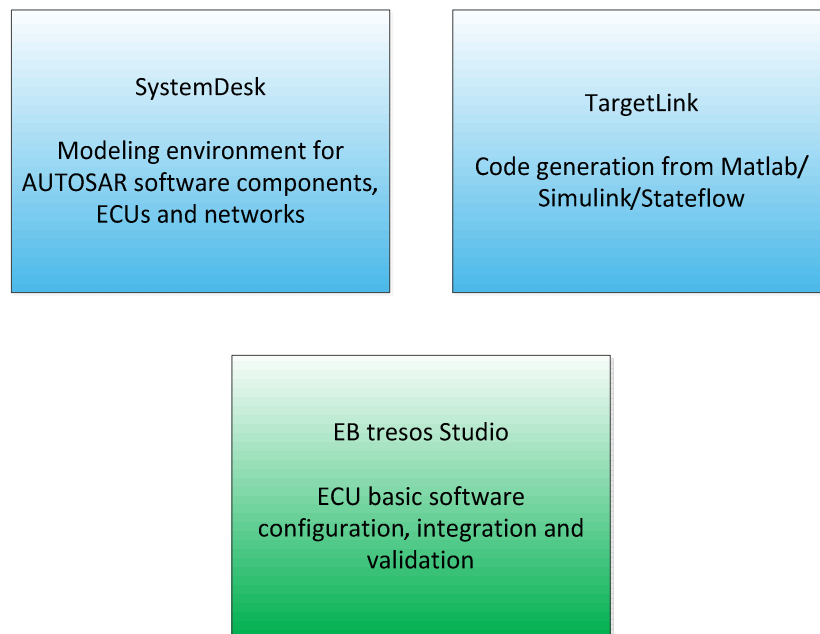 SystemDesk
Modeling environment for
AUTOSAR software components,
ECUs and networks
TargetLink
Code generation from Matlab/
Simulink/Stateflow
EB tresos Studio
ECU basic software
configuration, integration and
validation